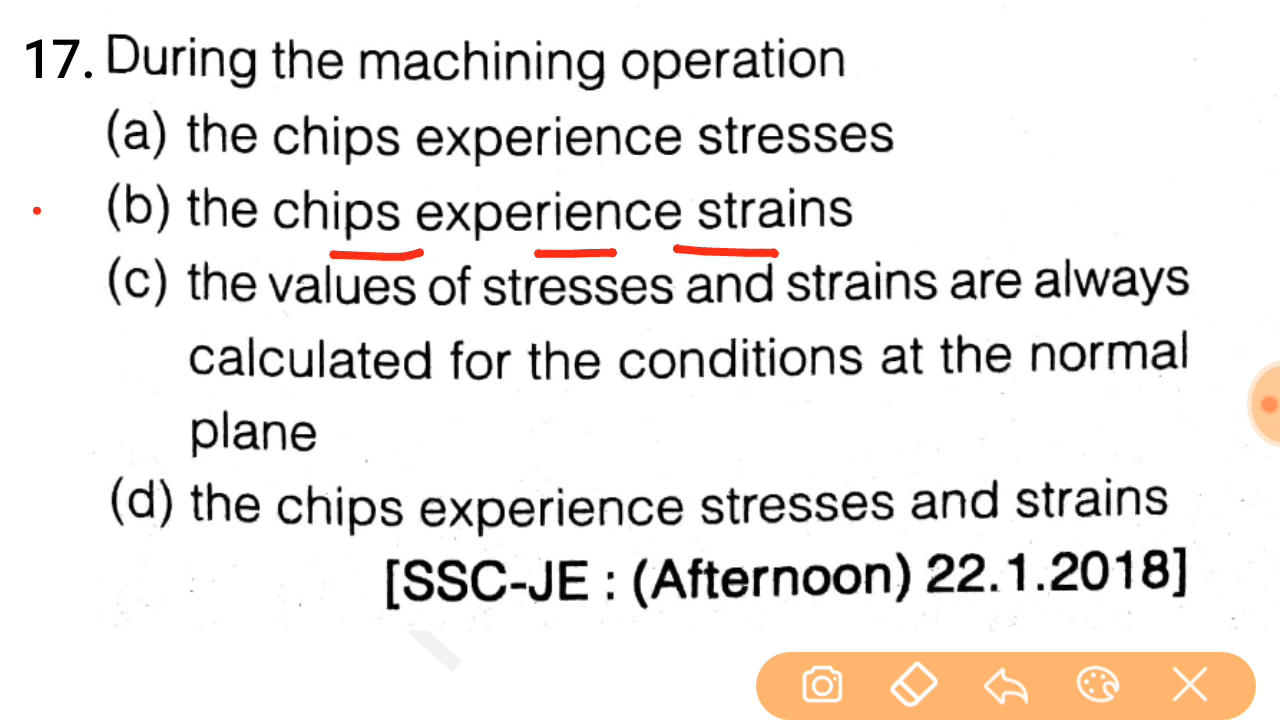 17. During the machining operation
(a) the chips experience stresses
(b) the chips experience strains
(c) the values of stresses and strains are always
calculated for the conditions at the normal
plane
(d) the chips experience stresses and strains
[SSC-JE : (Afternoon) 22.1.2018]